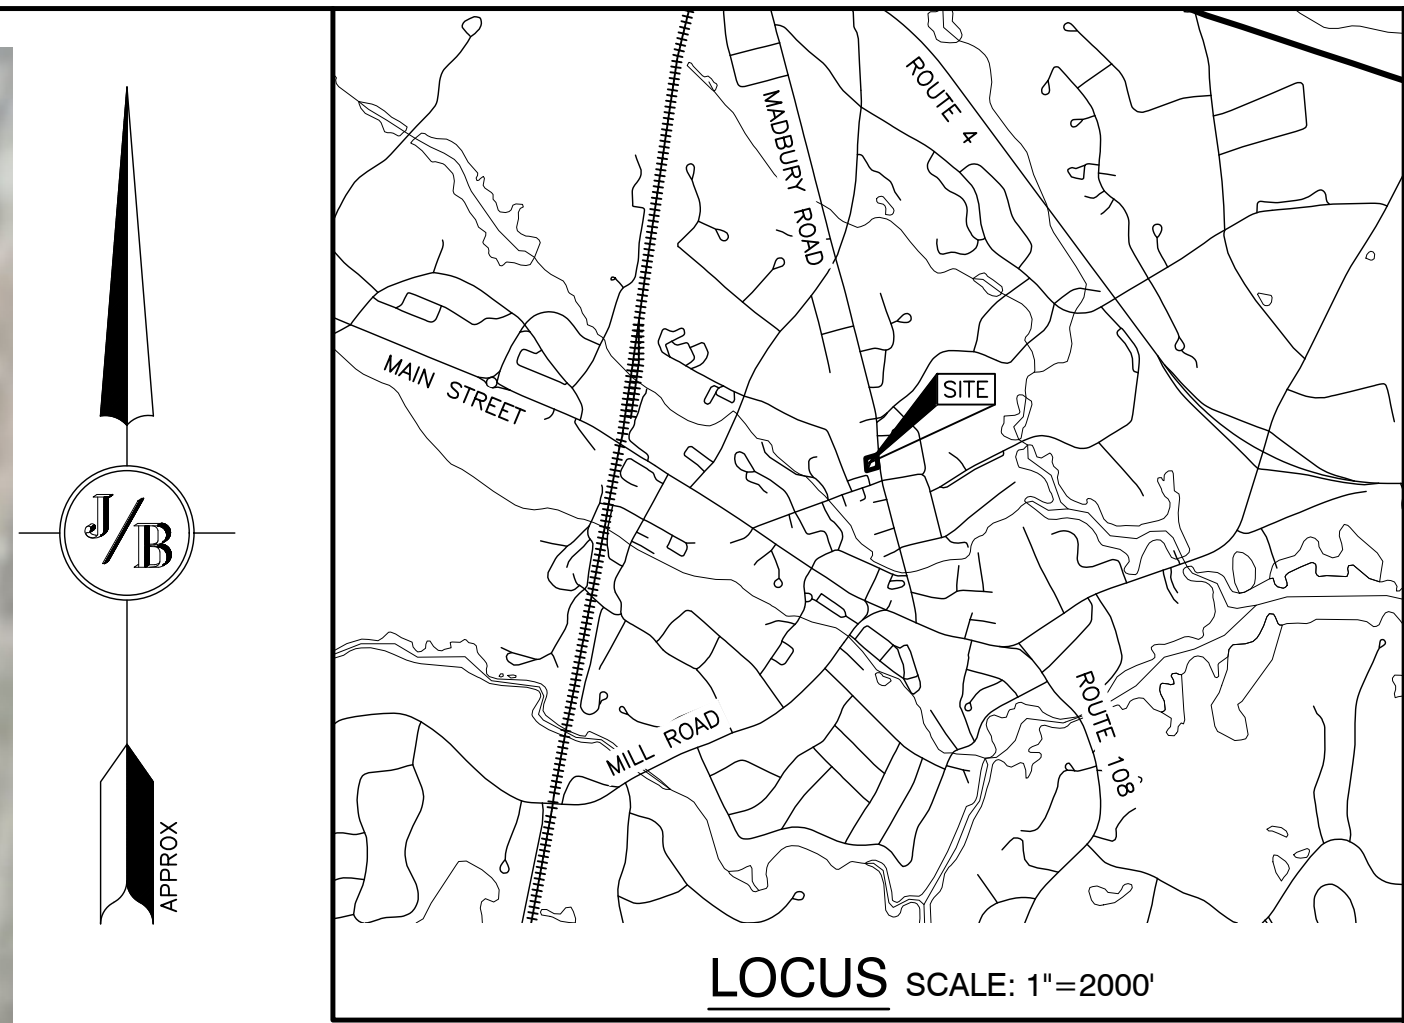 ROUTE 4
MADBURY ROAD
MAIN STREET
SITE
J/B
MILL ROAD
ROUTE 108
APPROX
LOCUS SCALE: 1"=2000'